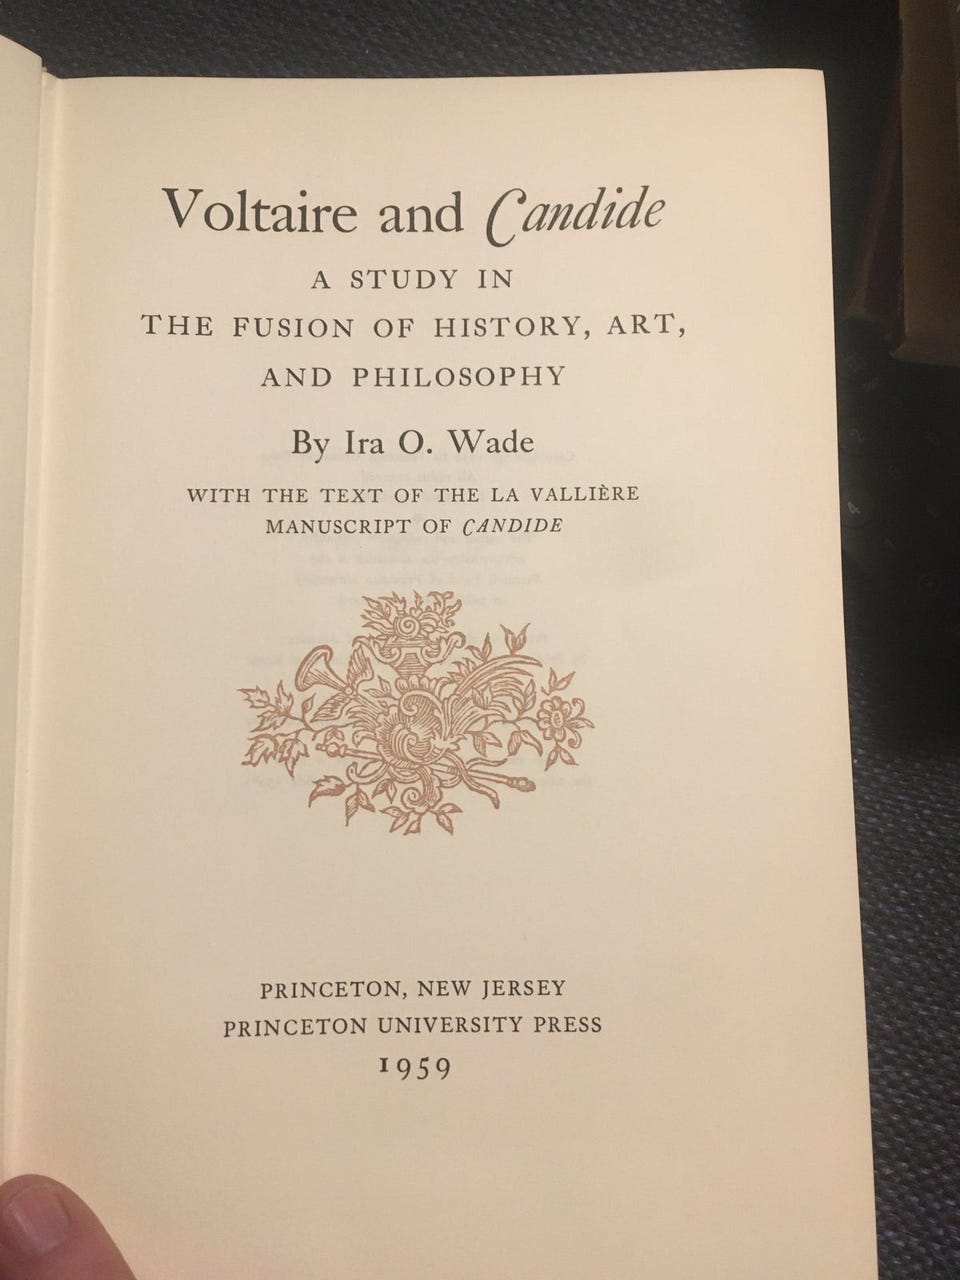 Voltaire and Candide
A STUDY IN
THE FUSION OF HISTORY, ART,
AND PHILOSOPHY
By Ira O. Wade
WITH THE TEXT OF THE LA VALLIÈRE
MANUSCRIPT OF CANDIDE
PRINCETON, NEW JERSEY
PRINCETON UNIVERSITY PRESS
1959